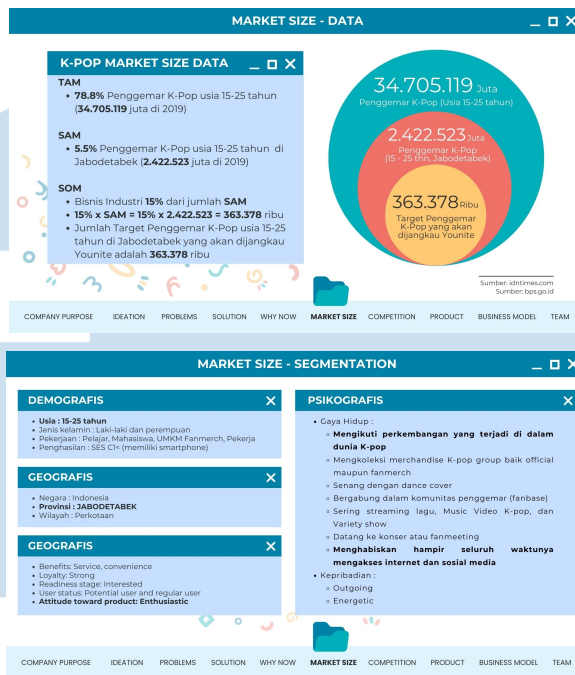 MARKET SIZE - DATA
K-POP MARKET SIZE DATA
TAM
• 78.8% Penggemar K-Pop usia 15-25 tahun
(34.705.119 juta di 2019)
SAM
• 5.5% Penggemar K-Pop usia 15-25 tahun di
Jabodetabek (2.422.523 juta di 2019)
SOM
• Bisnis Industri 15% dari jumlah SAM
• 15% x SAM = 15% x 2.422.523 = 363.378 ribu
• Jumlah Target Penggemar K-Pop usia 15-25
tahun di Jabodetabek yang akan dijangkau
Younite adalah 363.378 ribu
34.705.119 Juta
Penggemar K-Pop (Usia 15-25 tahun)
2.422.523 Juta
Penggemar K-Pop
(15 - 25 thn, Jabodetabek)
363.378 Ribu
Target Penggemar
K-Pop yang akan
dijangkau Younite
Sumber: idntimes.com
Sumber: bps.go.id
COMPANY PURPOSE IDEATION PROBLEMS SOLUTION WHY NOW MARKET SIZE COMPETITION PRODUCT BUSINESS MODEL TEAM
MARKET SIZE - SEGMENTATION
DEMOGRAFIS
• Usia : 15-25 tahun
• Jenis kelamin : Laki-laki dan perempuan
• Pekerjaan : Pelajar, Mahasiswa, UMKM Fanmerch, Pekerja
• Penghasilan : SES C1< (memiliki smartphone)
GEOGRAFIS
• Negara : Indonesia
• Provinsi : JABODETABEK
• Wilayah : Perkotaan
GEOGRAFIS
• Benefits: Service, convenience
• Loyalty: Strong
• Readiness stage: Interested
• User status: Potential user and regular user
• Attitude toward product: Enthusiastic
PSIKOGRAFIS
• Gaya Hidup :
Mengikuti perkembangan yang terjadi di dalam
dunia K-pop
Mengkoleksi merchandise K-pop group baik official
maupun fanmerch
Senang dengan dance cover
Bergabung dalam komunitas penggemar (fanbase)
Sering streaming lagu, Music Video K-pop, dan
Variety show
Datang ke konser atau fanmeeting
Menghabiskan hampir seluruh waktunya
mengakses internet dan sosial media
• Kepribadian :
Outgoing
Energetic
COMPANY PURPOSE IDEATION PROBLEMS SOLUTION WHY NOW MARKET SIZE COMPETITION PRODUCT BUSINESS MODEL TEAM